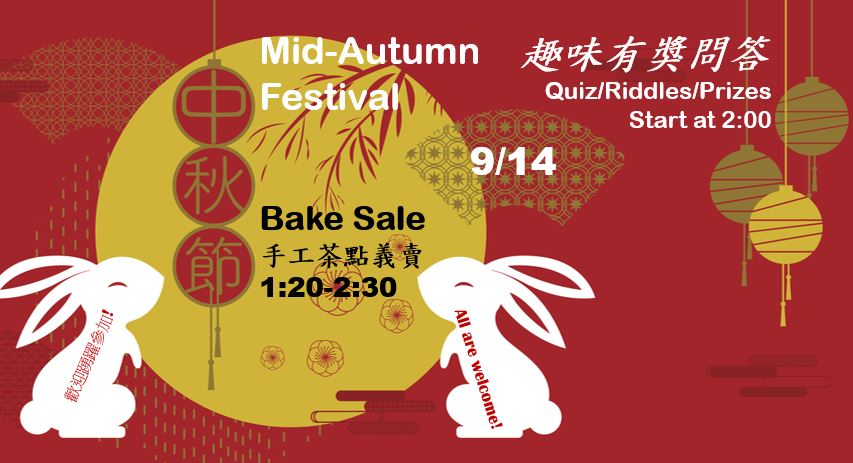 Mid-Autumn
Festival
趣味有獎問答
Quiz/Riddles/Prizes
Start at 2:00
9/14
中秋節
Bake Sale
手工茶點義賣
1:20-2:30
歡迎踴躍參加!
All are welcome!